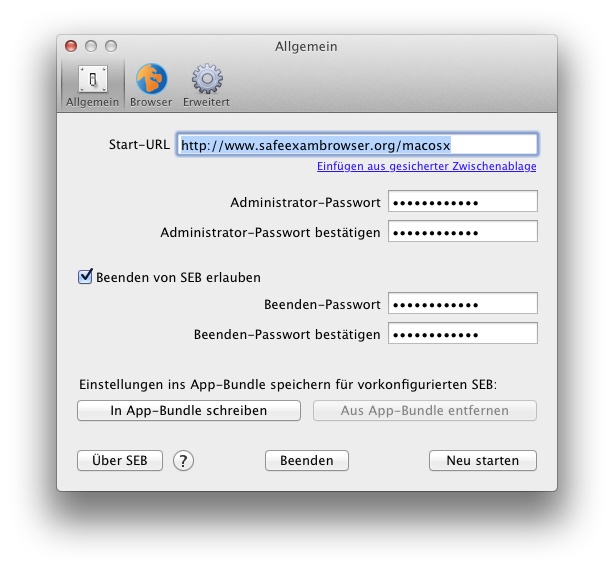 Allgemein
Allgemein Browser Erweitert
Start-URL http://www.safeexambrowser.org/macosx
Einfügen aus gesicherter Zwischenablage
Administrator-Passwort ••••••••••••
Administrator-Passwort bestätigen ••••••••••••
Beenden von SEB erlauben
Beenden-Passwort ••••••••••••
Beenden-Passwort bestätigen ••••••••••••
Einstellungen ins App-Bundle speichern für vorkonfigurierten SEB:
In App-Bundle schreiben Aus App-Bundle entfernen
Über SEB ? Beenden Neu starten